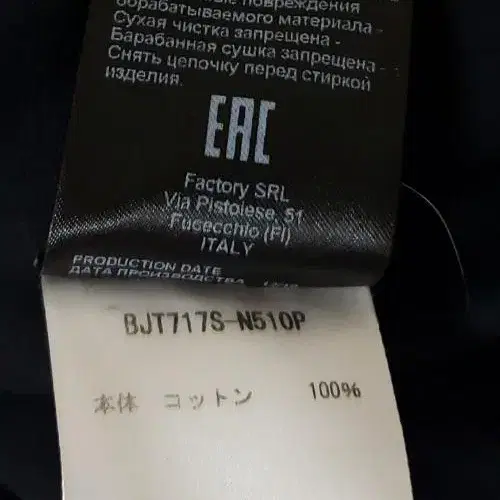 повреждения
обрабатываемого материала -
Сухая чистка запрещена -
Барабанная сушка запрещена -
Снять цепочку перед стиркой
изделия.
EAC
Factory SRL
Via Pistoiese, 51
Fucecchio (FI)
ITALY
PRODUCTION DATE
ДАТА ПРОИЗВОДСТВА
BJT717S-N510P
本体 コットン 100%